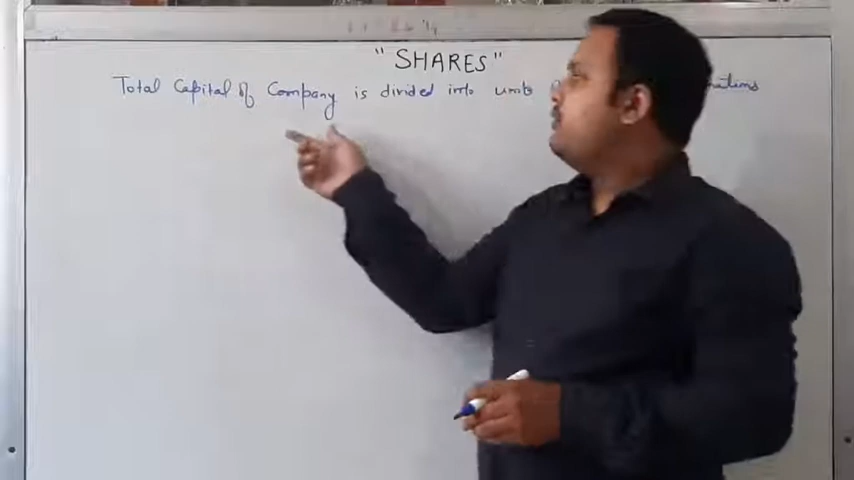 "SHARES"
Total Capital of Company is divided into units